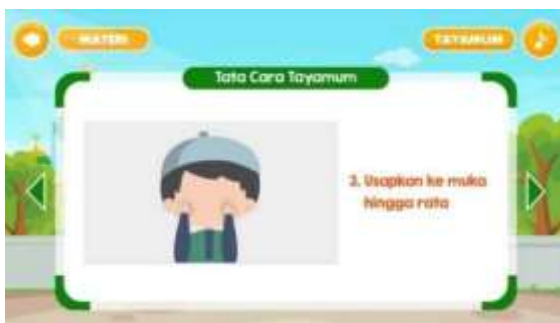 MATERI
TAYAMUM
Tata Cara Tayamum
3. Usapkan ke muka
hingga rata